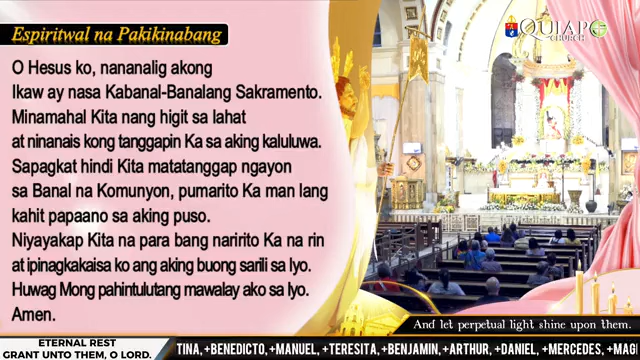 Espiritwal na Pakikinabang
QUIAPO
CHURCH
O Hesus ko, nananalig akong
Ikaw ay nasa Kabanal-Banalang Sakramento.
Minamahal Kita nang higit sa lahat
at ninanais kong tanggapin Ka sa aking kaluluwa.
Sapagkat hindi Kita matatanggap ngayon
sa Banal na Komunyon, pumarito Ka man lang
kahit papaano sa aking puso.
Niyayakap Kita na para bang naririto Ka na rin
at ipinagkakaisa ko ang aking buong sarili sa Iyo.
Huwag Mong pahintulutang mawalay ako sa Iyo.
Amen.
And let perpetual light shine upon them.
ETERNAL REST
GRANT UNTO THEM, O LORD.
TINA, +BENEDICTO, +MANUEL, +TERESITA, +BENJAMIN, +ARTHUR, +DANIEL, +MERCEDES, +MAG